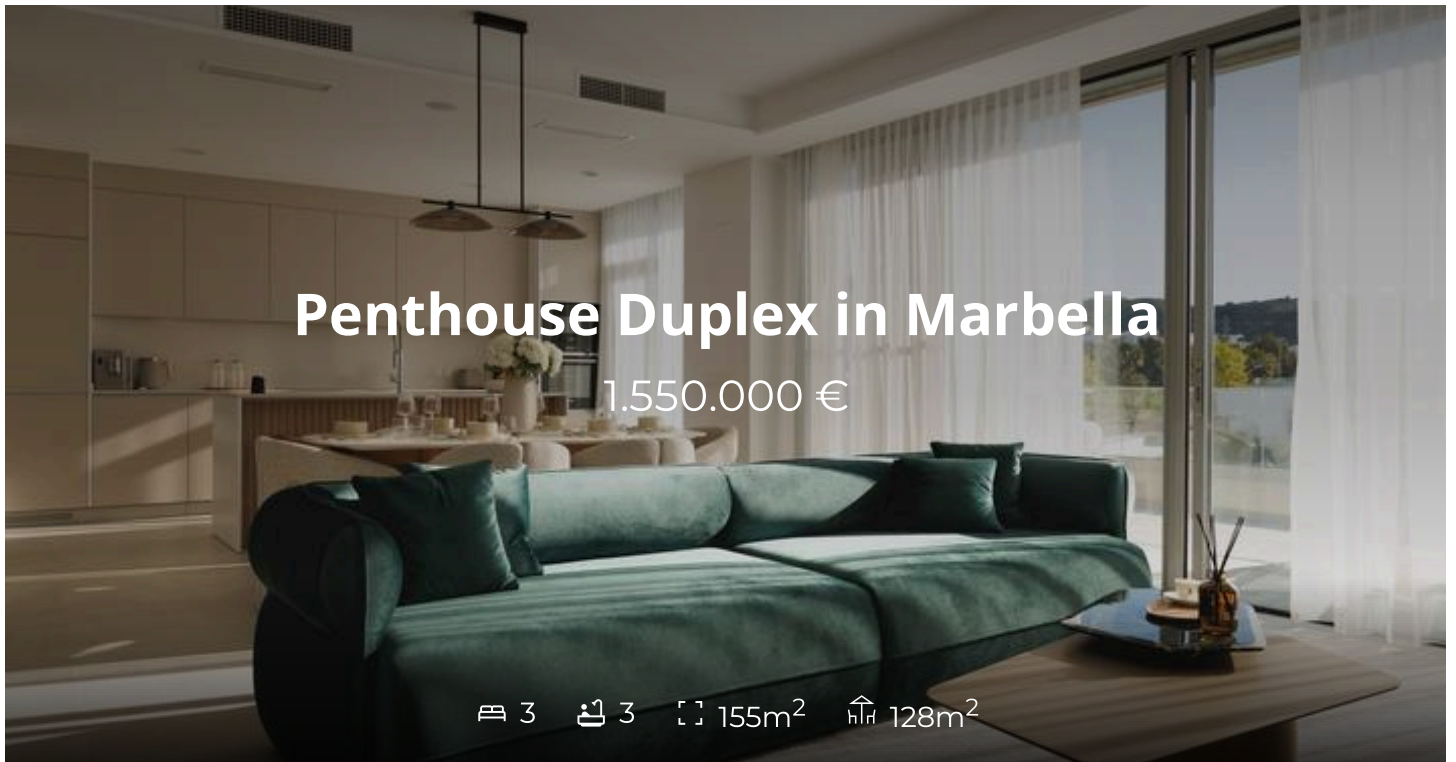 Penthouse Duplex in Marbella
1.550.000 €
3 3 155m² 128m²